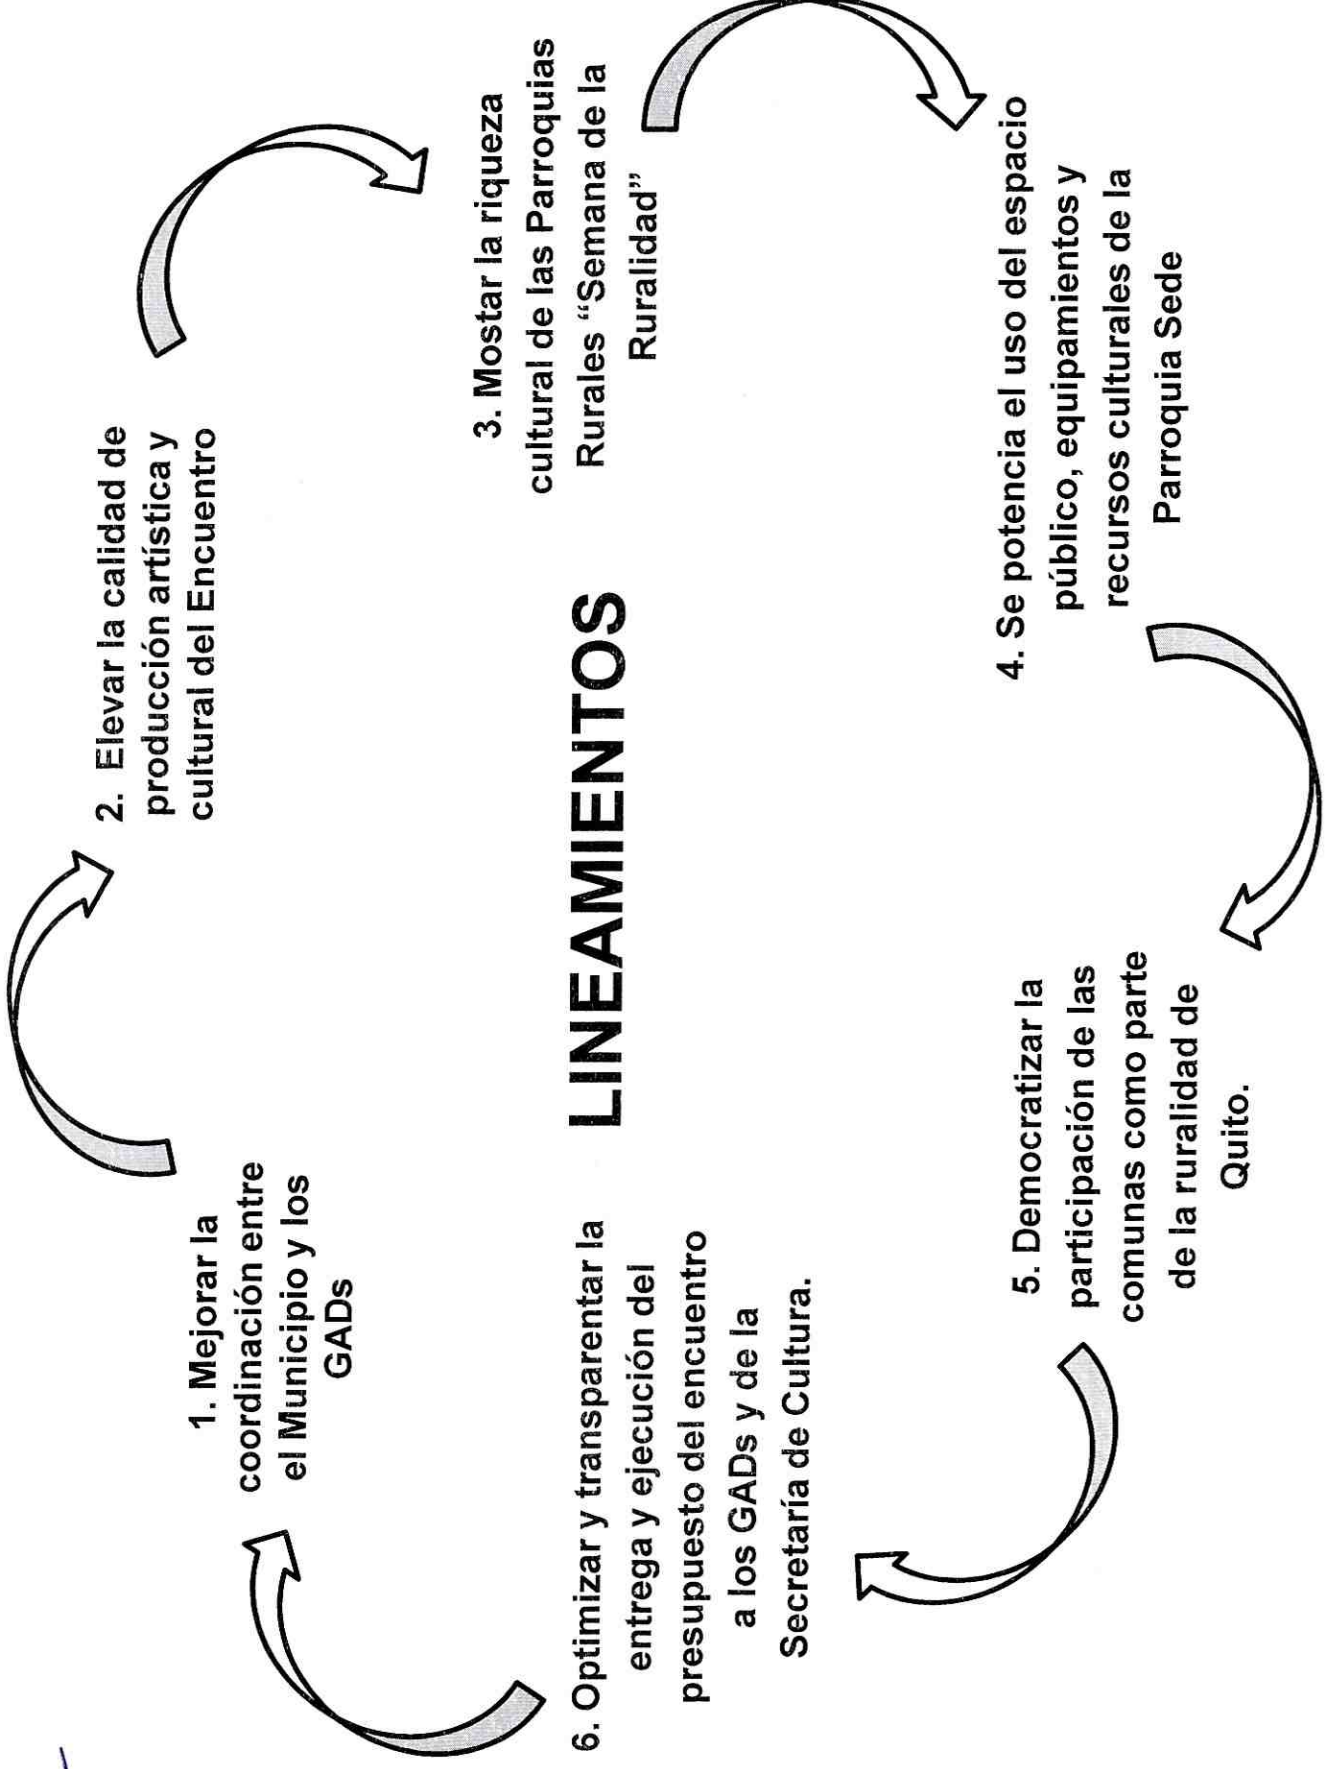 LINEAMIENTOS
1. Mejorar la
coordinación entre
el Municipio y los
GADs
2. Elevar la calidad de
producción artística y
cultural del Encuentro
3. Mostar la riqueza
cultural de las Parroquias
Rurales “Semana de la
Ruralidad”
4. Se potencia el uso del espacio
público, equipamientos y
recursos culturales de la
Parroquia Sede
5. Democratizar la
participación de las
comunas como parte
de la ruralidad de
Quito.
6. Optimizar y transparentar la
entrega y ejecución del
presupuesto del encuentro
a los GADs y de la
Secretaría de Cultura.